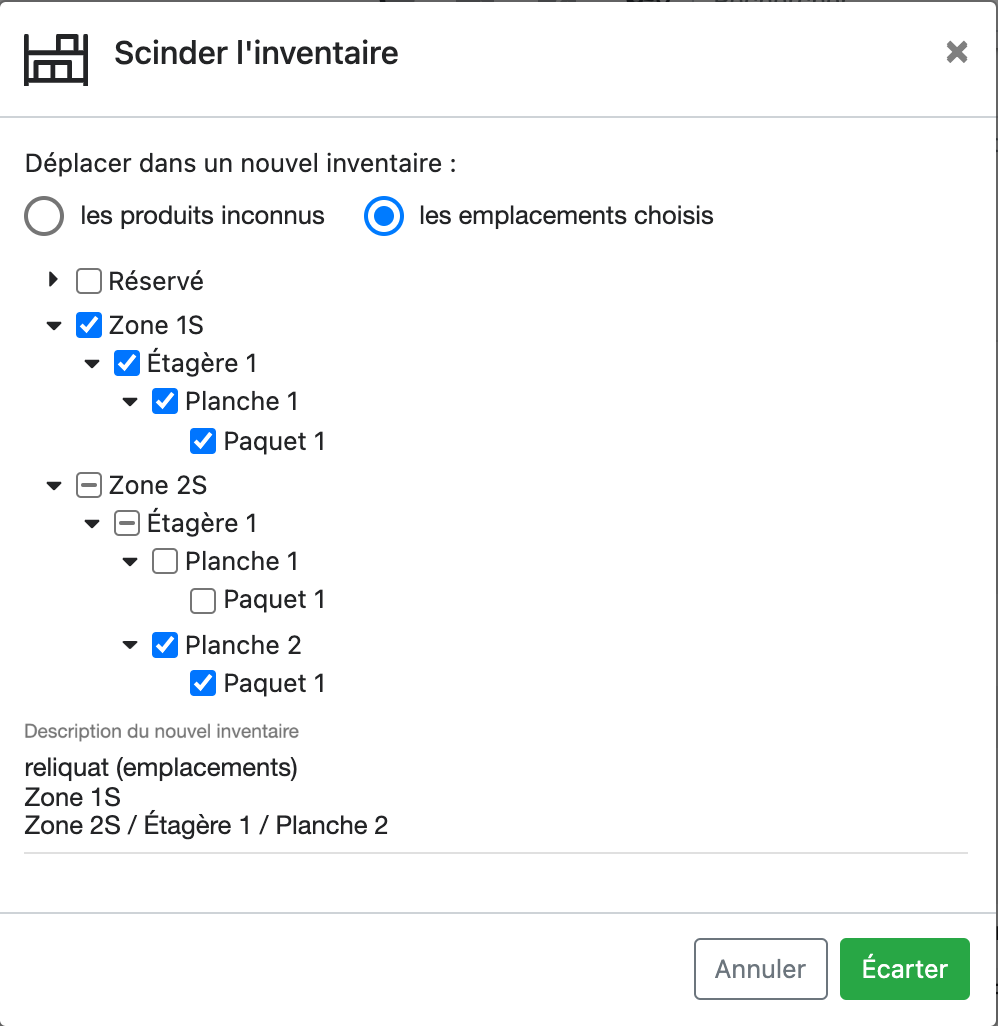 Scinder l'inventaire
Déplacer dans un nouvel inventaire :
les produits inconnus les emplacements choisis
Réservé
Zone 1S
Étagère 1
Planche 1
Paquet 1
Zone 2S
Étagère 1
Planche 1
Paquet 1
Planche 2
Paquet 1
Description du nouvel inventaire
reliquat (emplacements)
Zone 1S
Zone 2S / Étagère 1 / Planche 2
Annuler Écarter